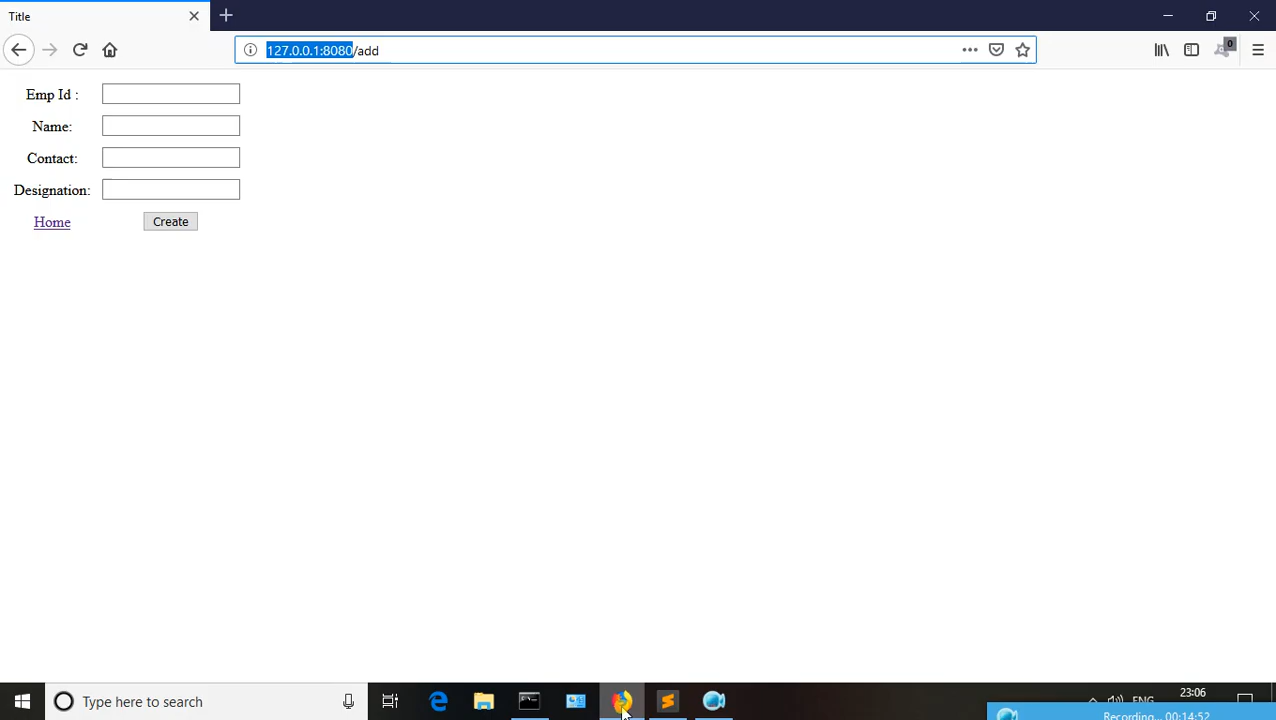 Title
127.0.0.1:8080/add
0
Emp Id :
Name:
Contact:
Designation:
Home Create
Type here to search
ENG
23:06
Recording... 00:14:52